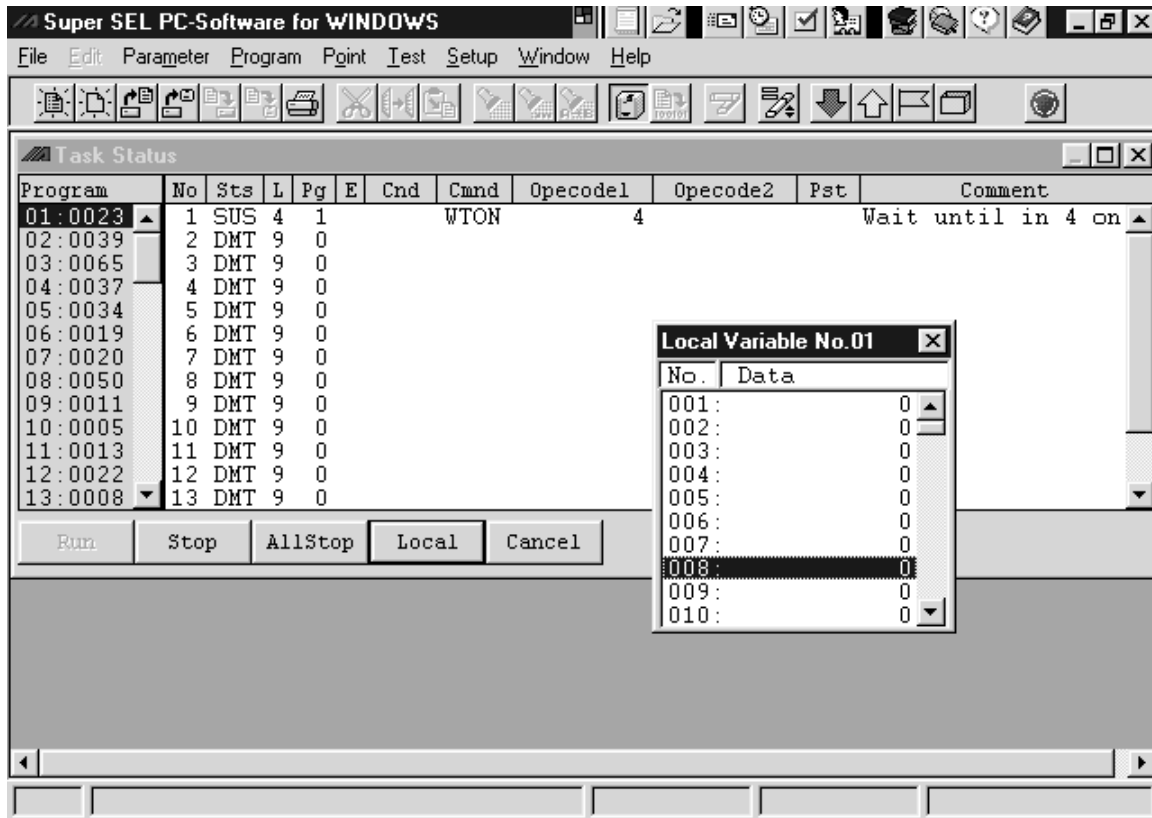 Super SEL PC-Software for WINDOWS
File Edit Parameter Program Point Test Setup Window Help
Task Status
Program No Sts L Pg E Cnd Cmnd Opecode1 Opecode2 Pst Comment
01:0023 1 SUS 4 1 WTON 4 Wait until in 4 on
02:0039 2 DMT 9 0
03:0065 3 DMT 9 0
04:0037 4 DMT 9 0
05:0034 5 DMT 9 0
06:0019 6 DMT 9 0
07:0020 7 DMT 9 0
08:0050 8 DMT 9 0
09:0011 9 DMT 9 0
10:0005 10 DMT 9 0
11:0013 11 DMT 9 0
12:0022 12 DMT 9 0
13:0008 13 DMT 9 0
Run Stop AllStop Local Cancel
Local Variable No.01
No. Data
001: 0
002: 0
003: 0
004: 0
005: 0
006: 0
007: 0
008: 0
009: 0
010: 0